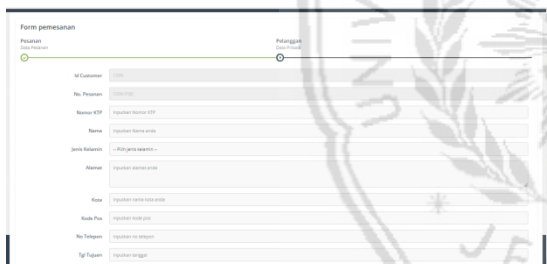 Form pemesanan
Pesanan
Data Pesanan
Pelanggan
Data Pribadi
Id Customer
No. Pesanan
Nomor KTP
Inputkan Nomor KTP
Nama
Inputkan Nama anda
Jenis Kelamin
-- Pilih jenis kelamin --
Alamat
Inputkan alamat anda
Kota
Inputkan nama kota anda
Kode Pos
Inputkan kode pos
No Telepon
Inputkan no telepon
Tgl Tujuan
Inputkan tanggal